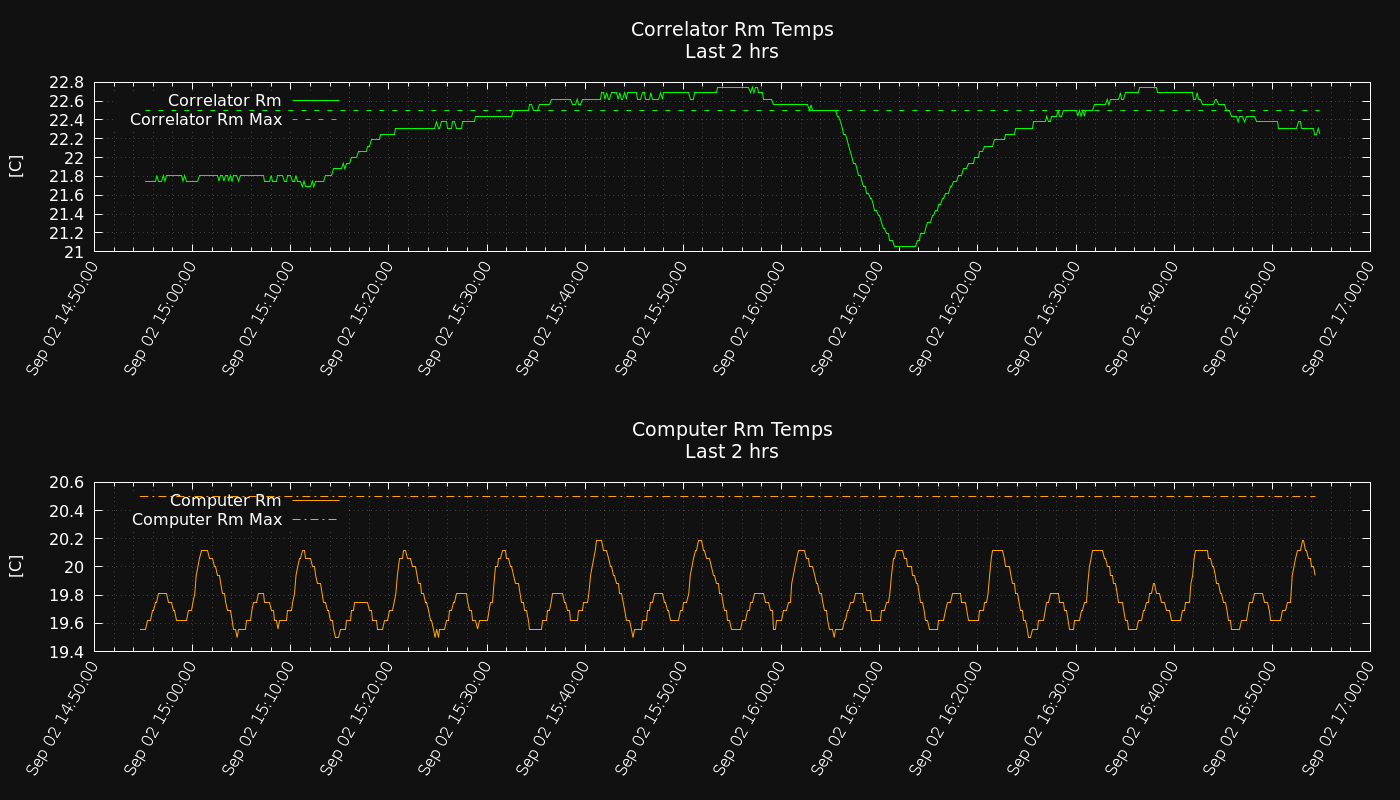 Correlator Rm Temps
Last 2 hrs
22.8
22.6
22.4
22.2
22
21.8
21.6
21.4
21.2
21
[C]
Correlator Rm
Correlator Rm Max
Sep 02 14:50:00
Sep 02 15:00:00
Sep 02 15:10:00
Sep 02 15:20:00
Sep 02 15:30:00
Sep 02 15:40:00
Sep 02 15:50:00
Sep 02 16:00:00
Sep 02 16:10:00
Sep 02 16:20:00
Sep 02 16:30:00
Sep 02 16:40:00
Sep 02 16:50:00
Sep 02 17:00:00
Computer Rm Temps
Last 2 hrs
20.6
20.4
20.2
20
19.8
19.6
19.4
[C]
Computer Rm
Computer Rm Max
Sep 02 14:50:00
Sep 02 15:00:00
Sep 02 15:10:00
Sep 02 15:20:00
Sep 02 15:30:00
Sep 02 15:40:00
Sep 02 15:50:00
Sep 02 16:00:00
Sep 02 16:10:00
Sep 02 16:20:00
Sep 02 16:30:00
Sep 02 16:40:00
Sep 02 16:50:00
Sep 02 17:00:00